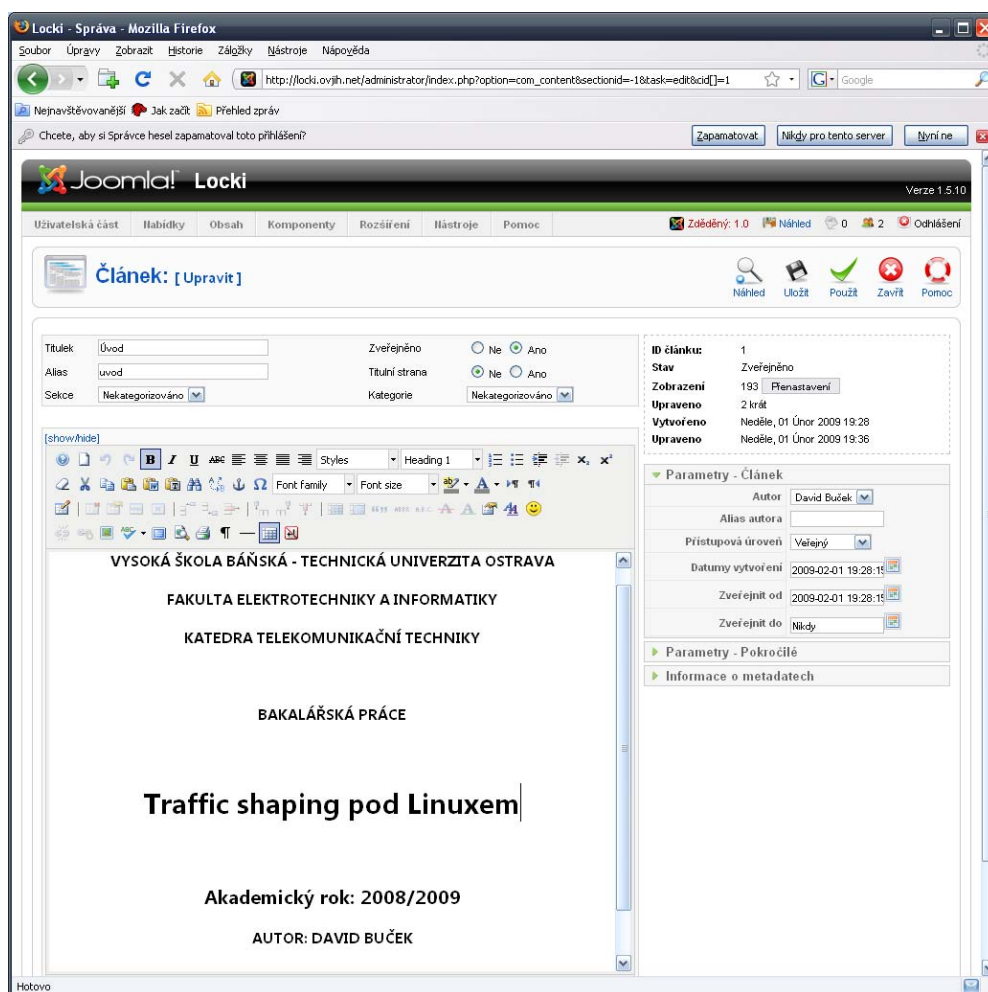 Locki - Správa - Mozilla Firefox
Soubor Úpravy Zobrazit Historie Záložky Nástroje Nápověda
http://locki.ovjih.net/administrator/index.php?option=com_content&sectionid=-1&task=edit&cid[]=1 Google
Nejnavštěvovanější Jak začít Přehled zpráv
Chcete, aby si Správce hesel zapamatoval toto přihlášení? Zapamatovat Nikdy pro tento server Nyní ne
Joomla! Locki
Verze 1.5.10
Uživatelská část Nabídky Obsah Komponenty Rozšíření Nástroje Pomoc Zděděný: 1.0 Náhled 0 2 Odhlášení
Článek: [ Upravit ]
Náhled Uložit Použít Zavřít Pomoc
Titulek Úvod Zveřejněno Ne Ano
Alias uvod Titulní strana Ne Ano
Sekce Nekategorizováno Kategorie Nekategorizováno
ID článku: 1
Stav Zveřejněno
Zobrazení 193 Přenastavení
Upraveno 2 krát
Vytvořeno Neděle, 01 Únor 2009 19:28
Upraveno Neděle, 01 Únor 2009 19:36
[show/hide]
B I U ABC Styles Heading 1
Font family Font size
VYSOKÁ ŠKOLA BÁŇSKÁ - TECHNICKÁ UNIVERZITA OSTRAVA
FAKULTA ELEKTROTECHNIKY A INFORMATIKY
KATEDRA TELEKOMUNIKAČNÍ TECHNIKY
BAKALÁŘSKÁ PRÁCE
Traffic shaping pod Linuxem
Akademický rok: 2008/2009
AUTOR: DAVID BUČEK
Parametry - Článek
Autor David Buček
Alias autora
Přístupová úroveň Veřejný
Datumy vytvoření 2009-02-01 19:28:15
Zveřejnit od 2009-02-01 19:28:15
Zveřejnit do Nikdy
Parametry - Pokročilé
Informace o metadatech
Hotovo